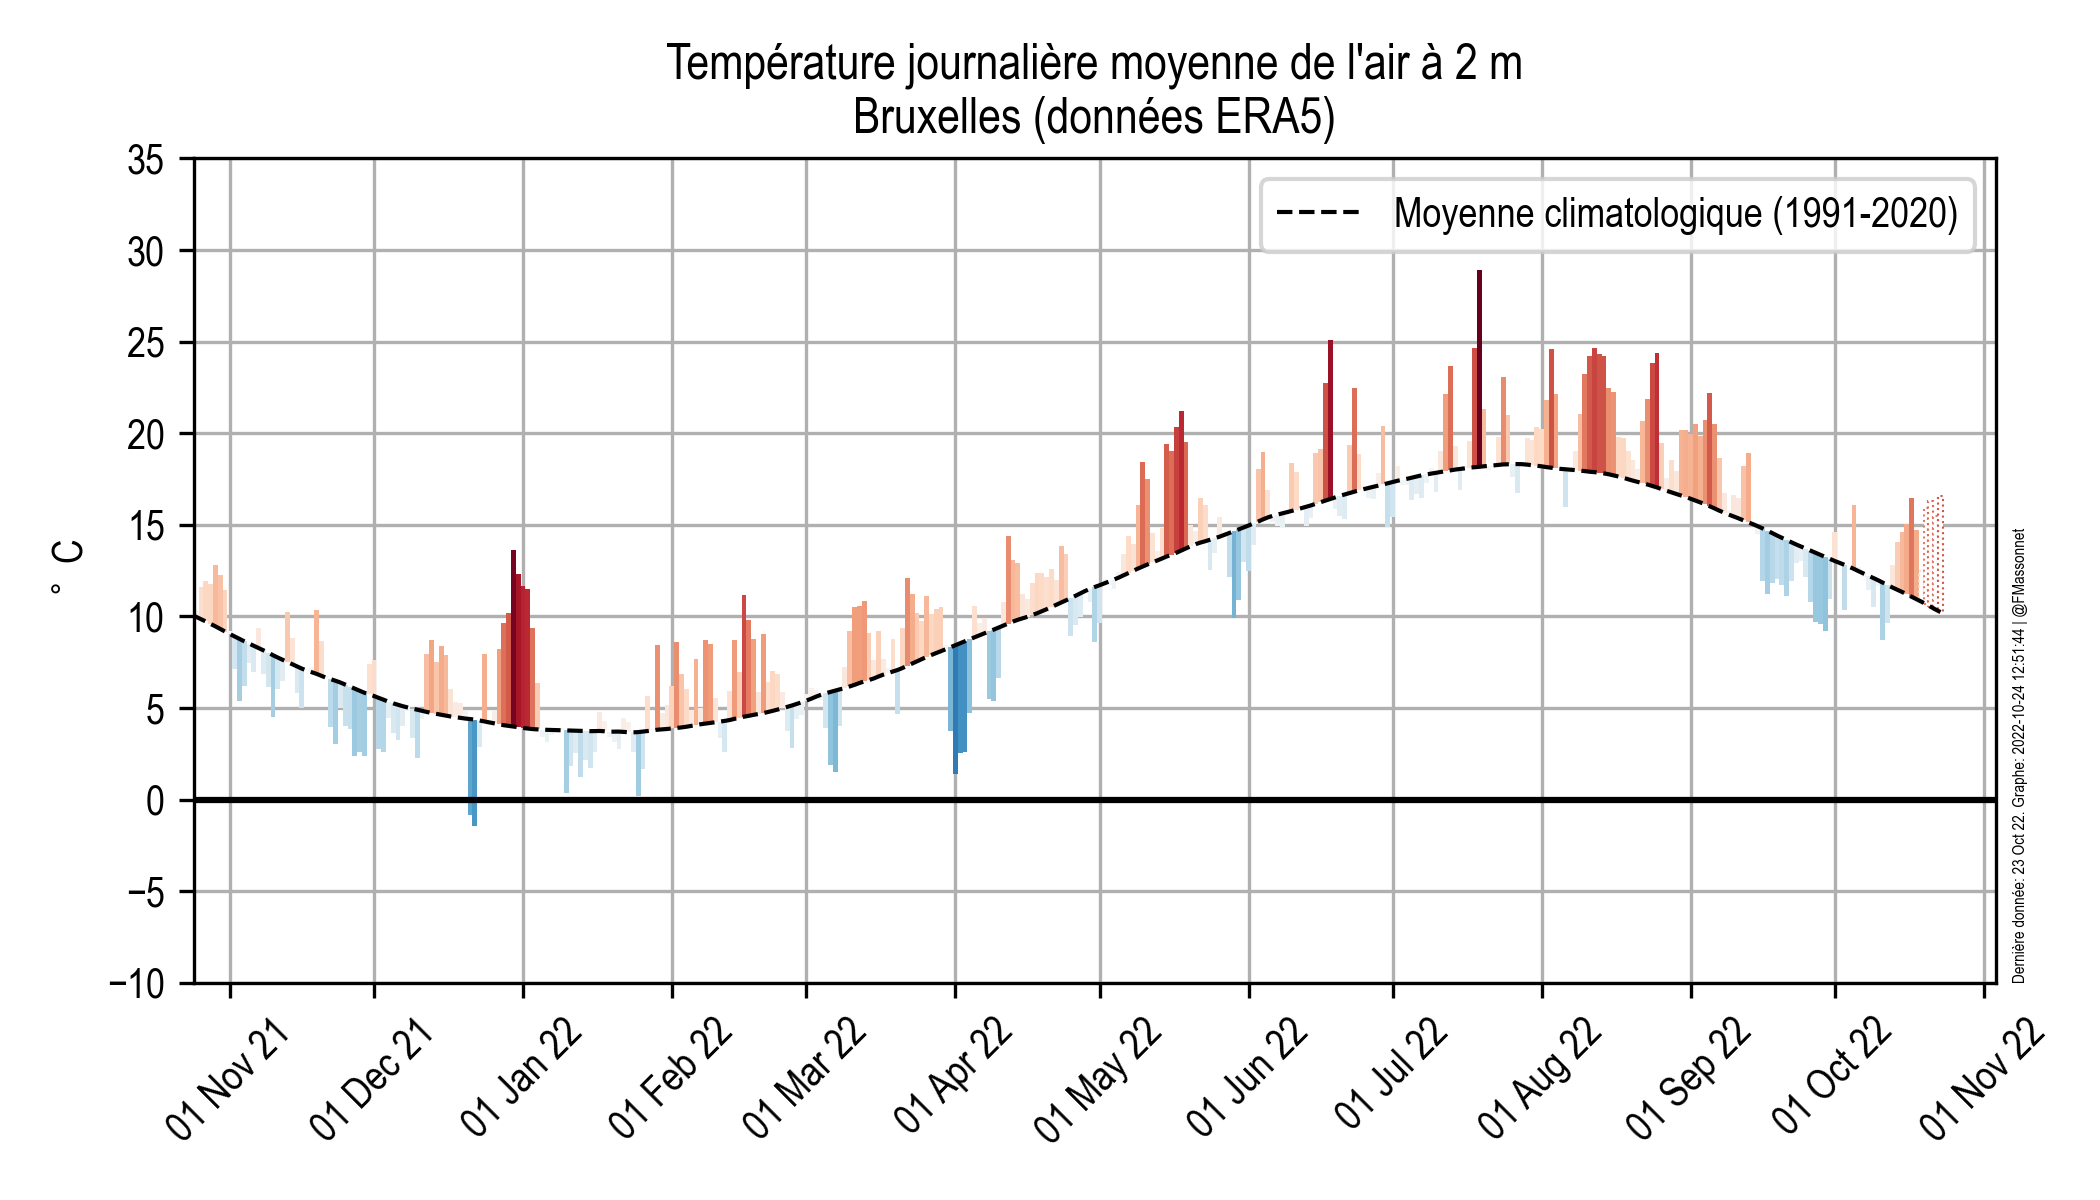 Température journalière moyenne de l'air à 2 m
Bruxelles (données ERA5)
Moyenne climatologique (1991-2020)
35
30
25
20
15
10
5
0
−5
−10
° C
01 Nov 21
01 Dec 21
01 Jan 22
01 Feb 22
01 Mar 22
01 Apr 22
01 May 22
01 Jun 22
01 Jul 22
01 Aug 22
01 Sep 22
01 Oct 22
01 Nov 22
Dernière donnée: 23 Oct 22. Graphe: 2022-10-24 12:51:44 | @FMassonnet